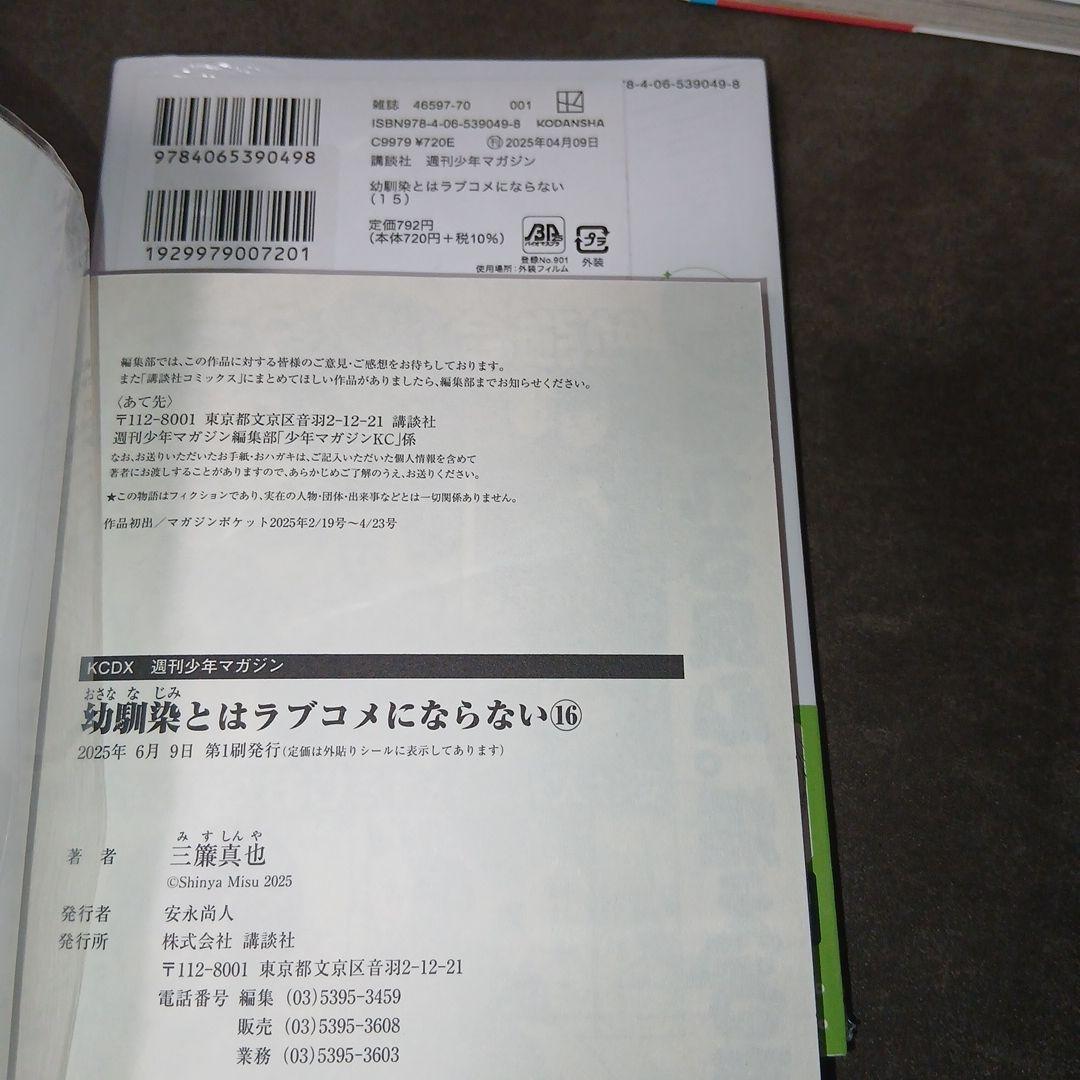 '8-4-06-539049-8
雑誌 46597-70 001
ISBN978-4-06-539049-8 KODANSHA
C9979 ¥720E ㊒2025年04月09日
講談社 週刊少年マガジン
幼馴染とはラブコメにならない
(15)
定価792円
(本体720円+税10%)
9784065390498
1929979007201
バイオマスプラ
登録No.901
使用場所:外装フィルム
プラ
外装
編集部では、この作品に対する皆様のご意見・ご感想をお待ちしております。
また「講談社コミックス」にまとめてほしい作品がありましたら、編集部までお知らせください。
〈あて先〉
〒112-8001 東京都文京区音羽2-12-21 講談社
週刊少年マガジン編集部「少年マガジンKC」係
なお、お送りいただいたお手紙・おハガキは、ご記入いただいた個人情報を含めて
著者にお渡しすることがありますので、あらかじめご了解のうえ、お送りください。
★この物語はフィクションであり、実在の人物・団体・出来事などとは一切関係ありません。
作品初出/マガジンポケット2025年2/19号〜4/23号
KCDX 週刊少年マガジン
おさな な じみ
幼馴染とはラブコメにならない⑯
2025年 6月 9日 第1刷発行(定価は外貼りシールに表示してあります)
み す しん や
著 者 三簾真也
©Shinya Misu 2025
発行者 安永尚人
発行所 株式会社 講談社
〒112-8001 東京都文京区音羽2-12-21
電話番号 編集 (03)5395-3459
販売 (03)5395-3608
業務 (03)5395-3603